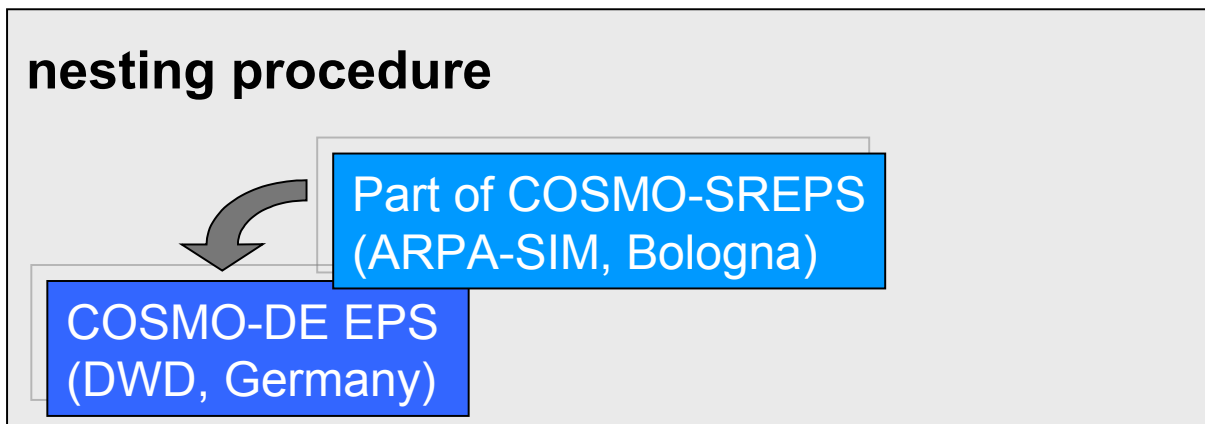 nesting procedure
Part of COSMO-SREPS
(ARPA-SIM, Bologna)
COSMO-DE EPS
(DWD, Germany)